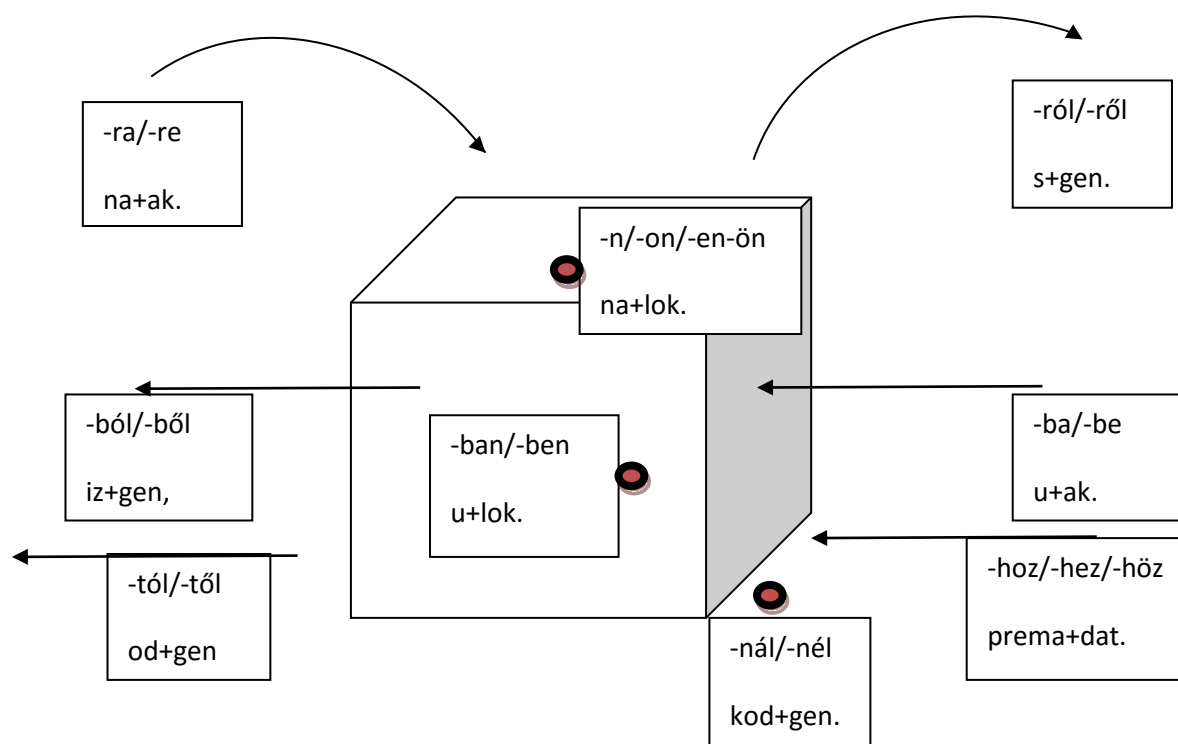 -ra/-re
na+ak.
-ról/-ről
s+gen.
-n/-on/-en-ön
na+lok.
-ból/-ből
iz+gen,
-ban/-ben
u+lok.
-ba/-be
u+ak.
-tól/-től
od+gen
-hoz/-hez/-höz
prema+dat.
-nál/-nél
kod+gen.